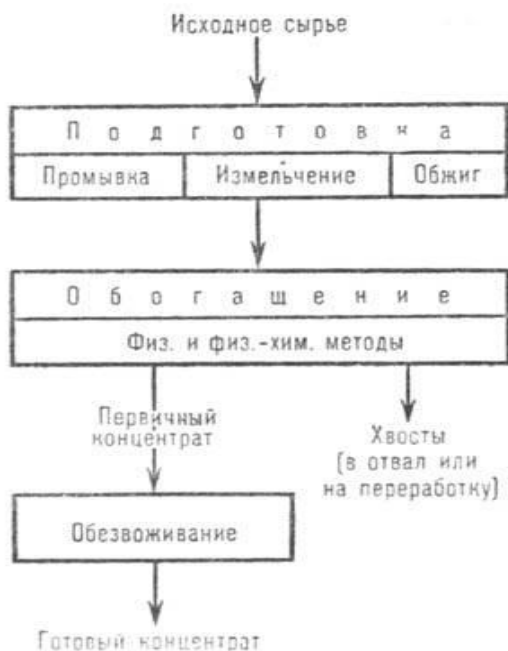 Исходное сырье
Подготовка
Промывка Измельчение Обжиг
Обогащение
Физ. и физ.-хим. методы
Первичный
концентрат
Хвосты
(в отвал или
на переработку)
Обезвоживание
Готовый концентрат